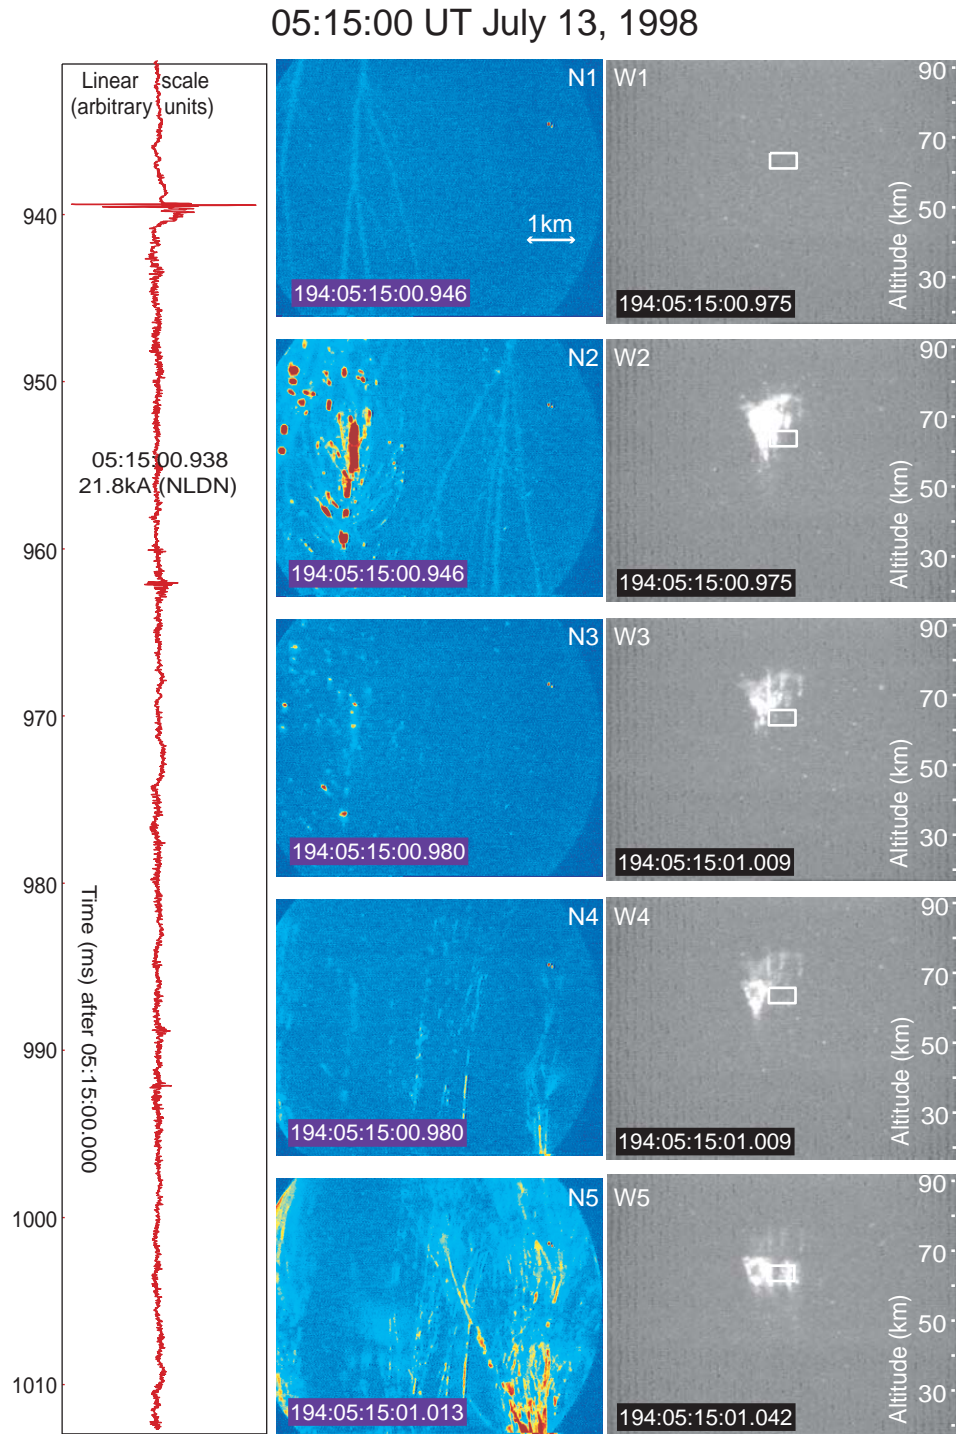 05:15:00 UT July 13, 1998
Linear scale
(arbitrary units)
940
950
05:15:00.938
21.8kA (NLDN)
960
970
980
990
1000
1010
Time (ms) after 05:15:00.000
N1
1km
194:05:15:00.946
W1
90
70
50
30
Altitude (km)
194:05:15:00.975
N2
194:05:15:00.946
W2
90
70
50
30
Altitude (km)
194:05:15:00.975
N3
194:05:15:00.980
W3
90
70
50
30
Altitude (km)
194:05:15:01.009
N4
194:05:15:00.980
W4
90
70
50
30
Altitude (km)
194:05:15:01.009
N5
194:05:15:01.013
W5
90
70
50
30
Altitude (km)
194:05:15:01.042